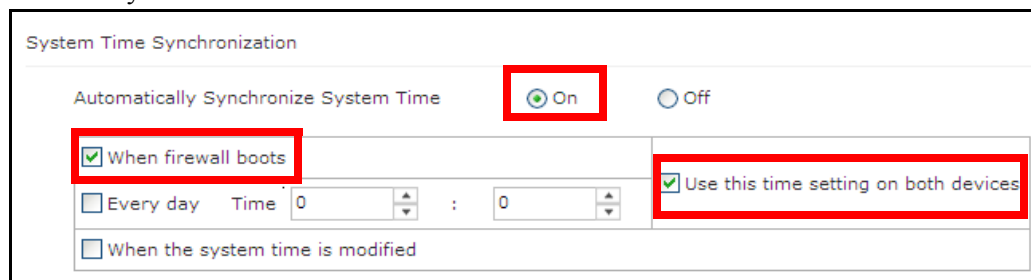 System Time Synchronization
Automatically Synchronize System Time On Off
When firewall boots
Use this time setting on both devices
Every day Time 0 : 0
When the system time is modified